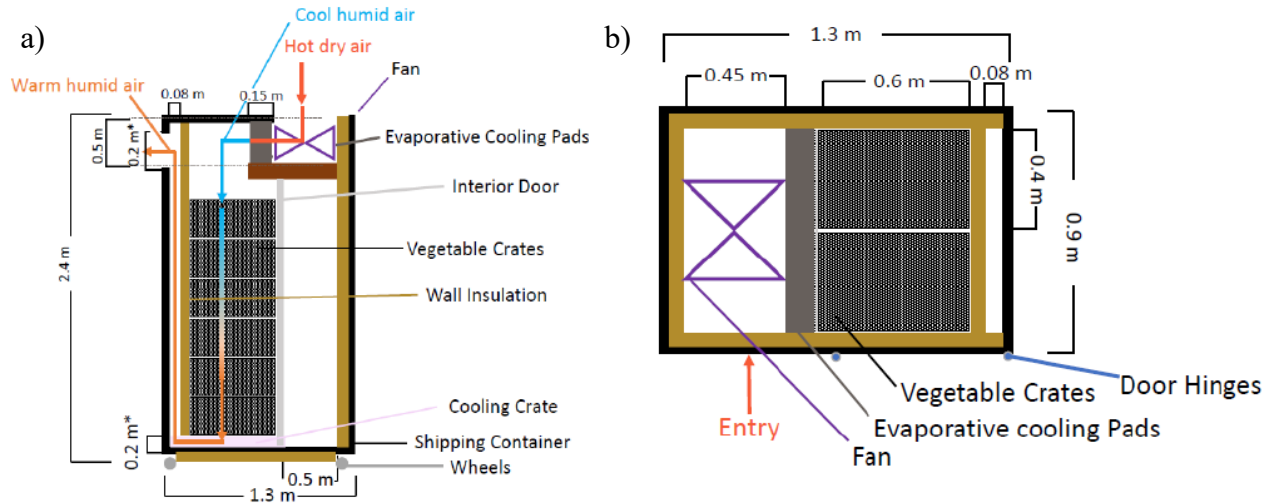 a)
Cool humid air
Hot dry air
Warm humid air
Fan
0.08 m
0.15 m
Evaporative Cooling Pads
0.5 m
0.2 m*
Interior Door
2.4 m
Vegetable Crates
Wall Insulation
Cooling Crate
Shipping Container
0.2 m*
Wheels
0.5 m
1.3 m
b)
1.3 m
0.45 m
0.6 m
0.08 m
0.4 m
0.9 m
Door Hinges
Vegetable Crates
Entry
Evaporative cooling Pads
Fan